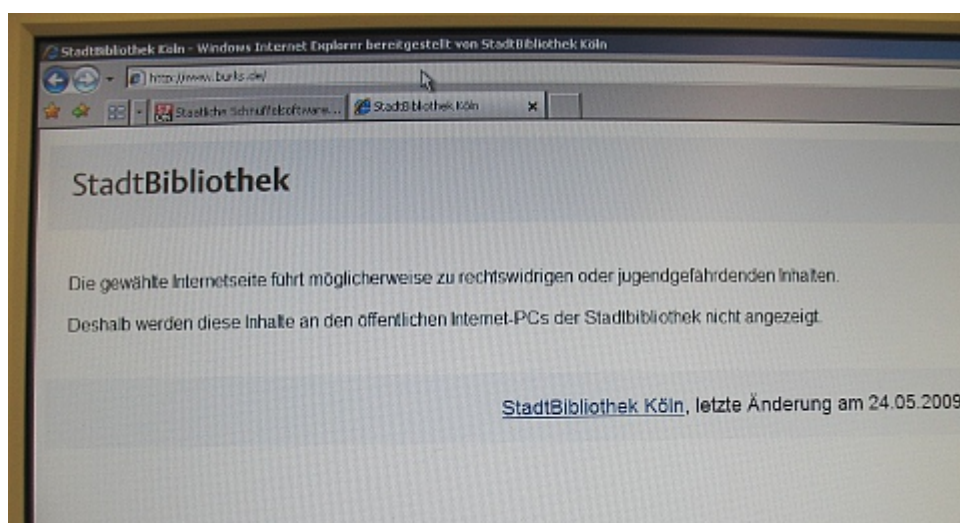 StadtBibliothek Köln - Windows Internet Explorer bereitgestellt von StadtBibliothek Köln
http://www.burks.de/
Staatliche Schnüffelsoftware... StadtBibliothek Köln
StadtBibliothek
Die gewählte Internetseite führt möglicherweise zu rechtswidrigen oder jugendgefährdenden Inhalten.
Deshalb werden diese Inhalte an den öffentlichen Internet-PCs der Stadtbibliothek nicht angezeigt.
StadtBibliothek Köln, letzte Änderung am 24.05.2009